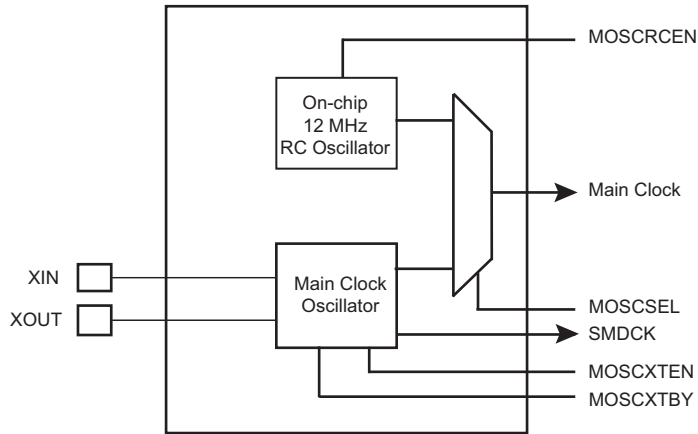 MOSCRCEN
On-chip
12 MHz
RC Oscillator
Main Clock
XIN
XOUT
Main Clock
Oscillator
MOSCSEL
SMDCK
MOSCXTEN
MOSCXTBY